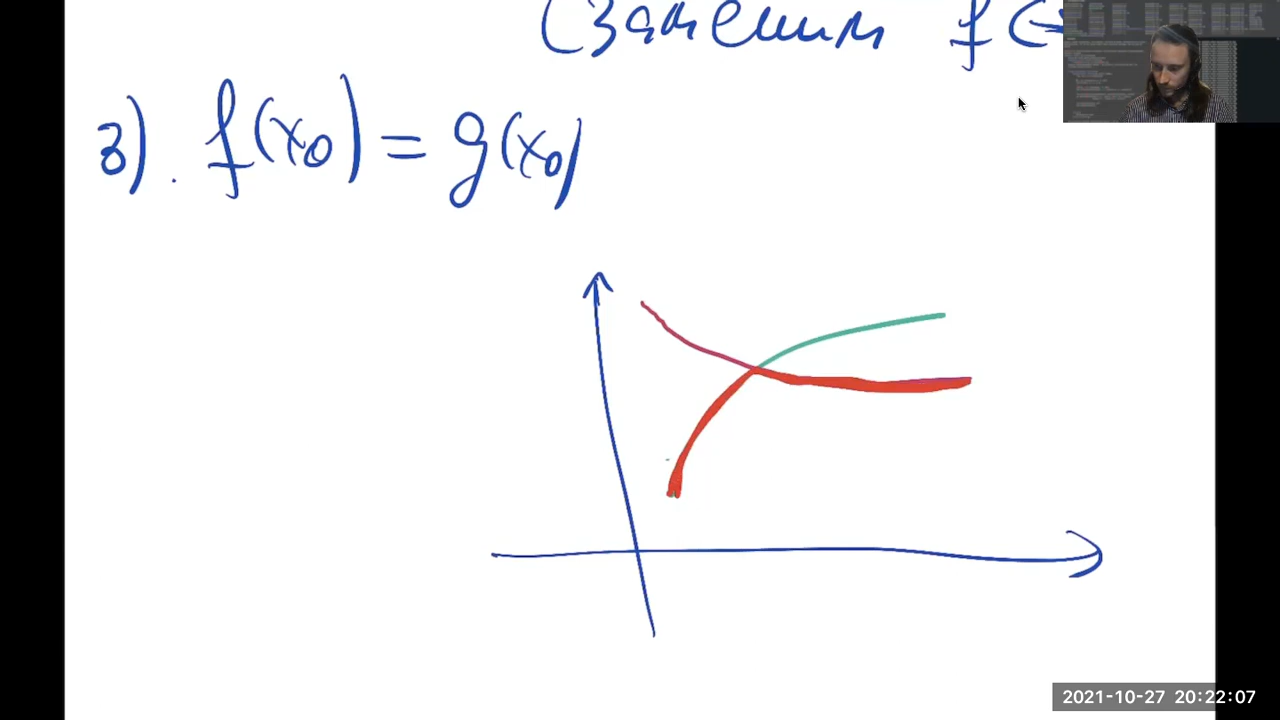 (Заменим f(
3). f(x₀) = g(x₀)
2021-10-27 20:22:07